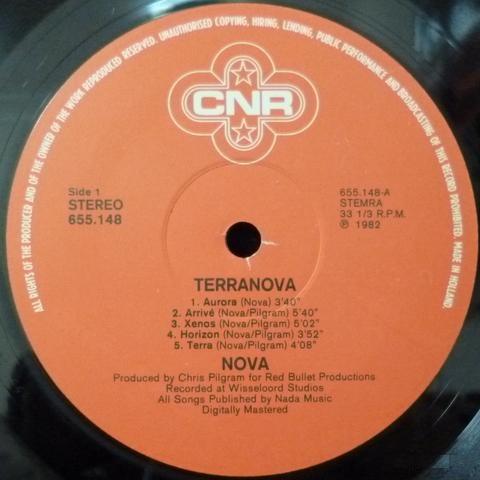 ALL RIGHTS OF THE PRODUCER AND OF THE OWNER OF THE WORK REPRODUCED RESERVED. UNAUTHORISED COPYING, HIRING, LENDING, PUBLIC PERFORMANCE AND BROADCASTING OF THIS RECORD PROHIBITED. MADE IN HOLLAND.
CNR
Side 1
STEREO
655.148
655.148-A
STEMRA
33 1/3 R.P.M.
℗ 1982
TERRANOVA
1. Aurora (Nova) 3'40"
2. Arrivé (Nova/Pilgram) 5'40"
3. Xenos (Nova/Pilgram) 5'02"
4. Horizon (Nova/Pilgram) 3'52"
5. Terra (Nova/Pilgram) 4'08"
NOVA
Produced by Chris Pilgram for Red Bullet Productions
Recorded at Wisseloord Studios
All Songs Published by Nada Music
Digitally Mastered